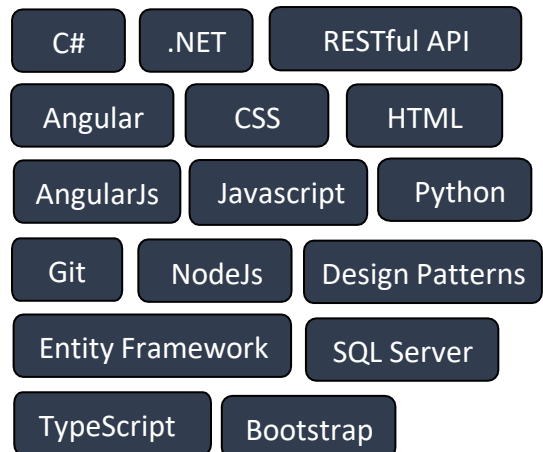 C# .NET RESTful API
Angular CSS HTML
AngularJs Javascript Python
Git NodeJs Design Patterns
Entity Framework SQL Server
TypeScript Bootstrap